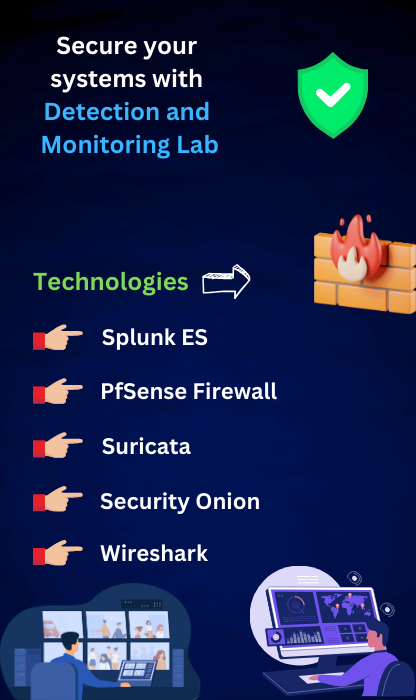 Secure your
systems with
Detection and
Monitoring Lab
Technologies
Splunk ES
PfSense Firewall
Suricata
Security Onion
Wireshark